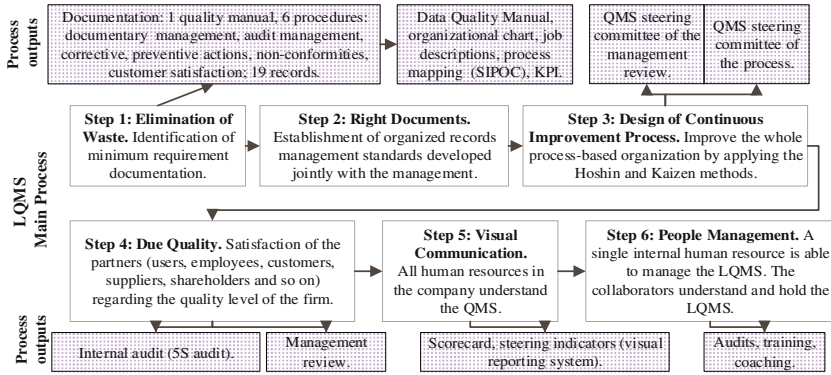 Process
outputs
Documentation: 1 quality manual, 6 procedures:
documentary management, audit management,
corrective, preventive actions, non-conformities,
customer satisfaction; 19 records.
Data Quality Manual,
organizational chart, job
descriptions, process
mapping (SIPOC), KPI.
QMS steering
committee of the
management
review.
QMS steering
committee of
the process.
LQMS
Main Process
Step 1: Elimination of
Waste. Identification of
minimum requirement
documentation.
Step 2: Right Documents.
Establishment of organized records
management standards developed
jointly with the management.
Step 3: Design of Continuous
Improvement Process. Improve the whole
process-based organization by applying the
Hoshin and Kaizen methods.
Step 4: Due Quality. Satisfaction of the
partners (users, employees, customers,
suppliers, shareholders and so on)
regarding the quality level of the firm.
Step 5: Visual
Communication.
All human resources in
the company understand
the QMS.
Step 6: People Management. A
single internal human resource is able
to manage the LQMS. The
collaborators understand and hold the
LQMS.
Process
outputs
Internal audit (5S audit).
Management
review.
Scorecard, steering indicators (visual
reporting system).
Audits, training,
coaching.